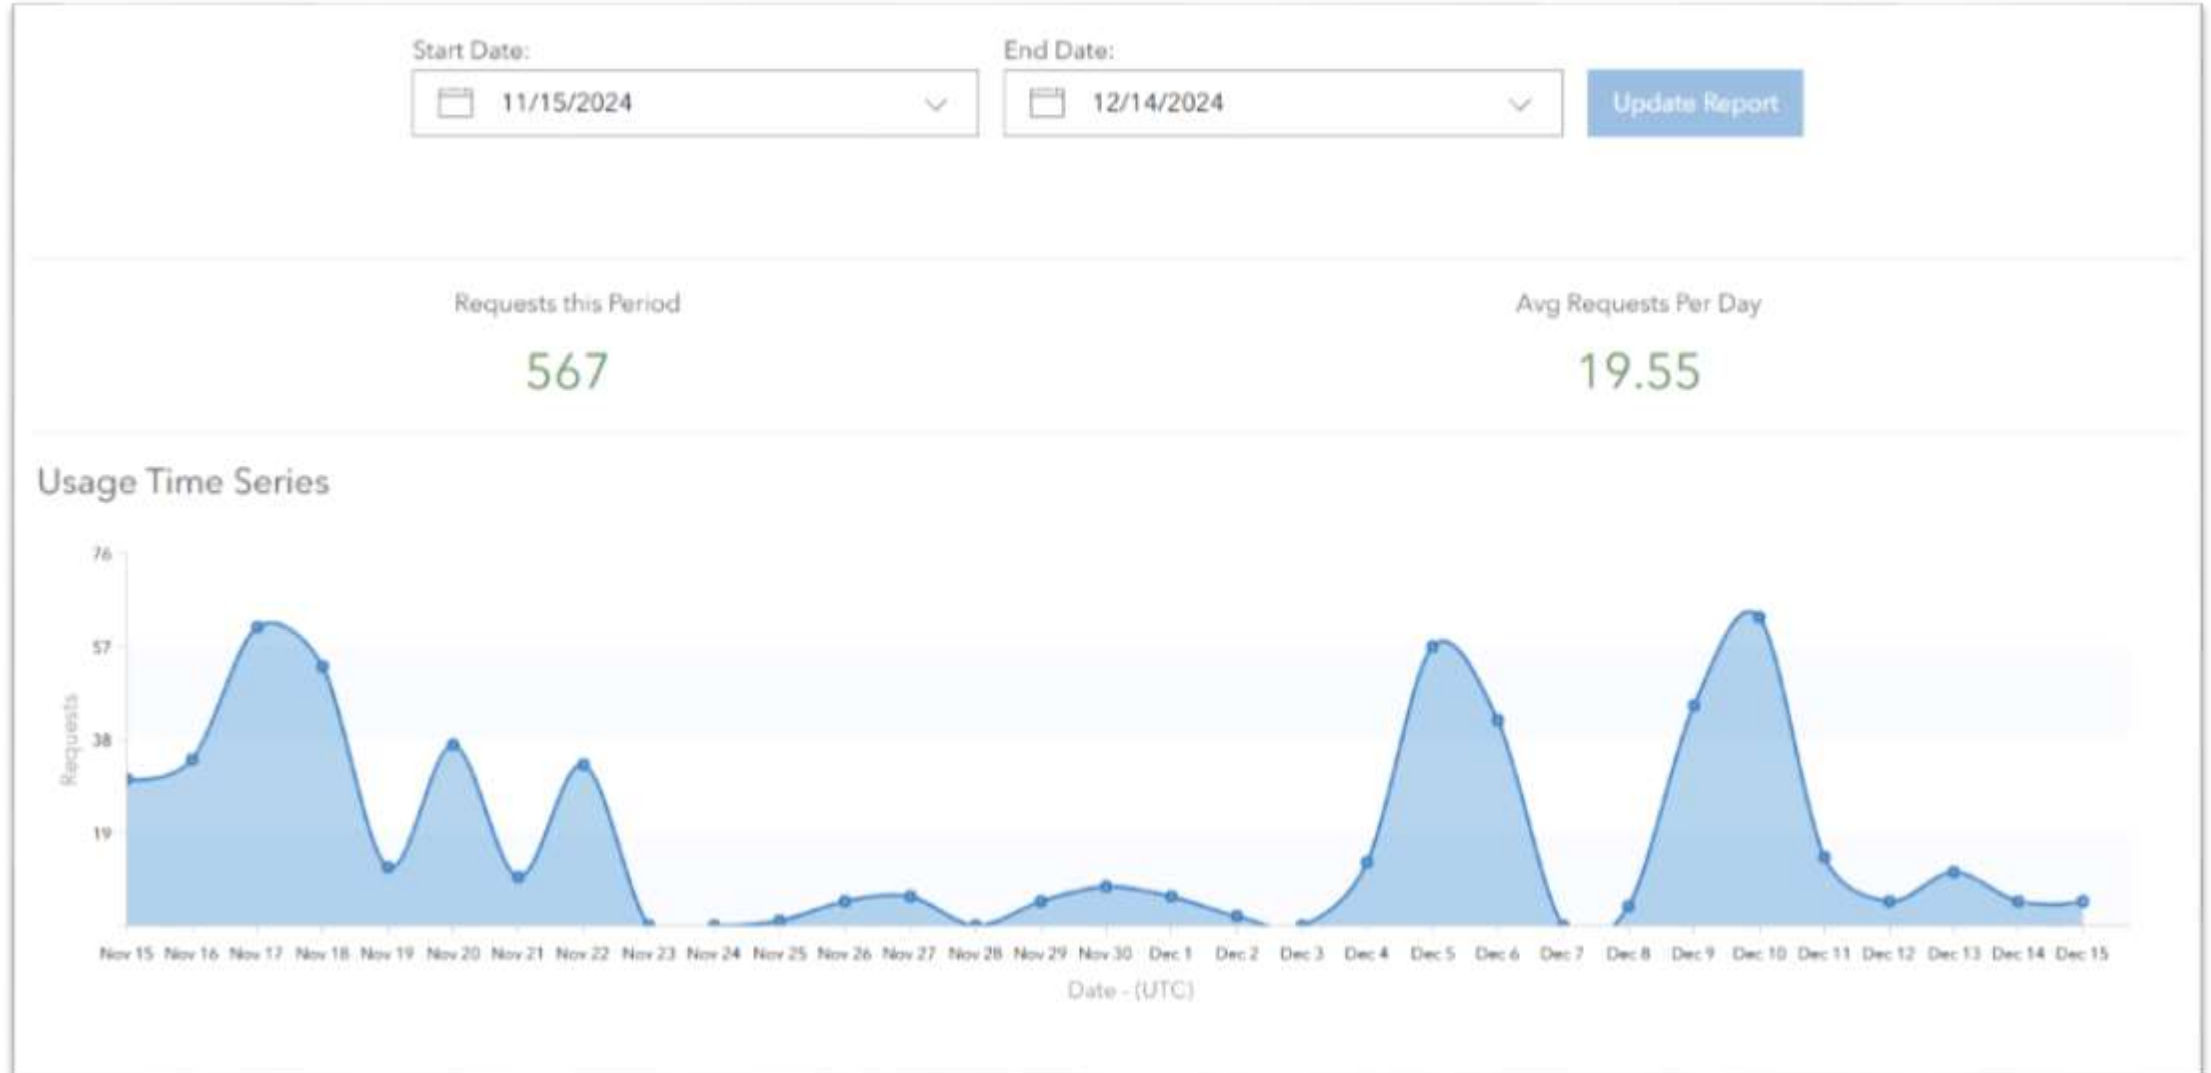 Start Date:
End Date:
11/15/2024
12/14/2024
Update Report
Requests this Period
Avg Requests Per Day
567
19.55
Usage Time Series
76
57
38
19
Requests
Nov 15 Nov 16 Nov 17 Nov 18 Nov 19 Nov 20 Nov 21 Nov 22 Nov 23 Nov 24 Nov 25 Nov 26 Nov 27 Nov 28 Nov 29 Nov 30 Dec 1 Dec 2 Dec 3 Dec 4 Dec 5 Dec 6 Dec 7 Dec 8 Dec 9 Dec 10 Dec 11 Dec 12 Dec 13 Dec 14 Dec 15
Date - (UTC)